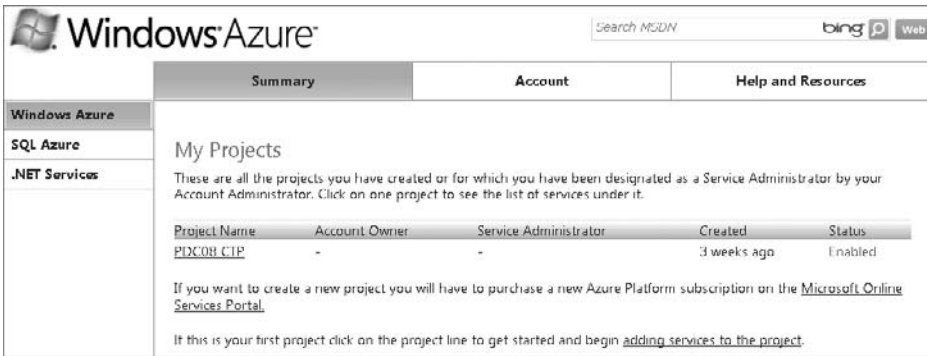 Windows Azure™
Search MSDN
bing
Web
Summary
Account
Help and Resources
Windows Azure
SQL Azure
.NET Services
My Projects
These are all the projects you have created or for which you have been designated as a Service Administrator by your
Account Administrator. Click on one project to see the list of services under it.
Project Name Account Owner Service Administrator Created Status
PDC08 CTP - - 3 weeks ago Enabled
If you want to create a new project you will have to purchase a new Azure Platform subscription on the Microsoft Online
Services Portal.
If this is your first project click on the project line to get started and begin adding services to the project.